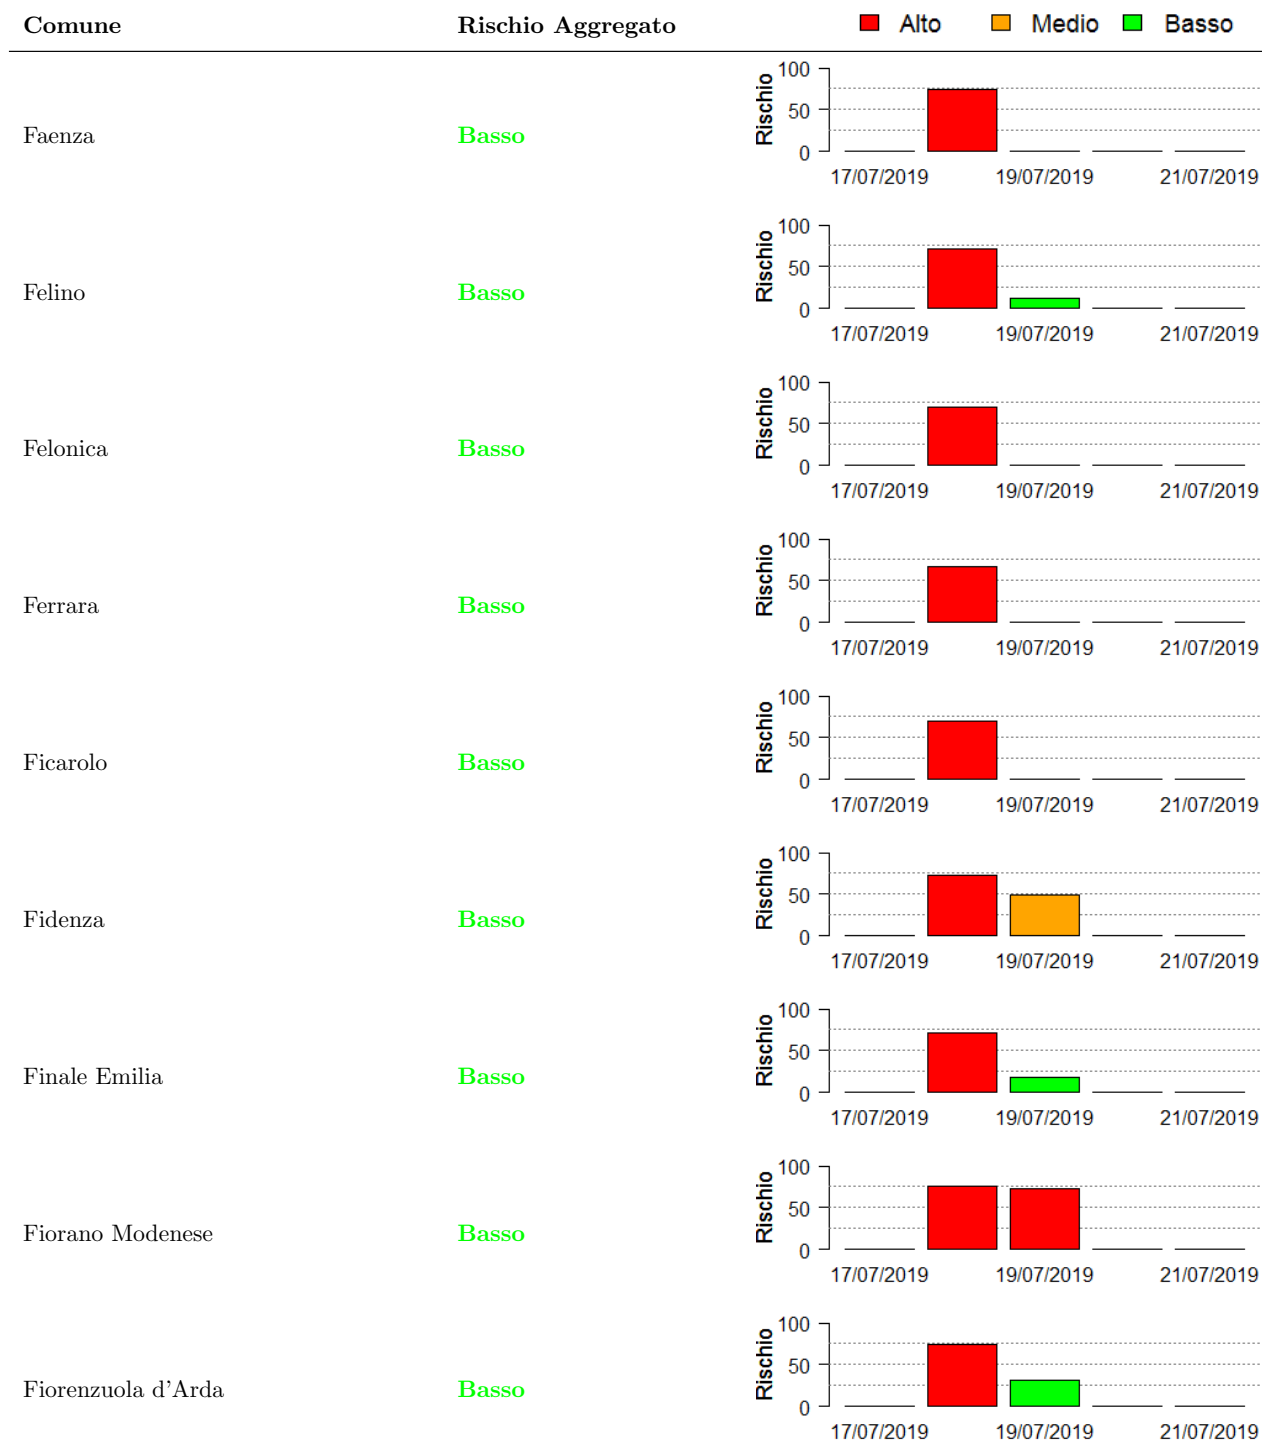 Comune Rischio Aggregato Alto Medio Basso
Faenza Basso
Rischio
100
50
0
17/07/2019 19/07/2019 21/07/2019
Felino Basso
Rischio
100
50
0
17/07/2019 19/07/2019 21/07/2019
Felonica Basso
Rischio
100
50
0
17/07/2019 19/07/2019 21/07/2019
Ferrara Basso
Rischio
100
50
0
17/07/2019 19/07/2019 21/07/2019
Ficarolo Basso
Rischio
100
50
0
17/07/2019 19/07/2019 21/07/2019
Fidenza Basso
Rischio
100
50
0
17/07/2019 19/07/2019 21/07/2019
Finale Emilia Basso
Rischio
100
50
0
17/07/2019 19/07/2019 21/07/2019
Fiorano Modenese Basso
Rischio
100
50
0
17/07/2019 19/07/2019 21/07/2019
Fiorenzuola d'Arda Basso
Rischio
100
50
0
17/07/2019 19/07/2019 21/07/2019